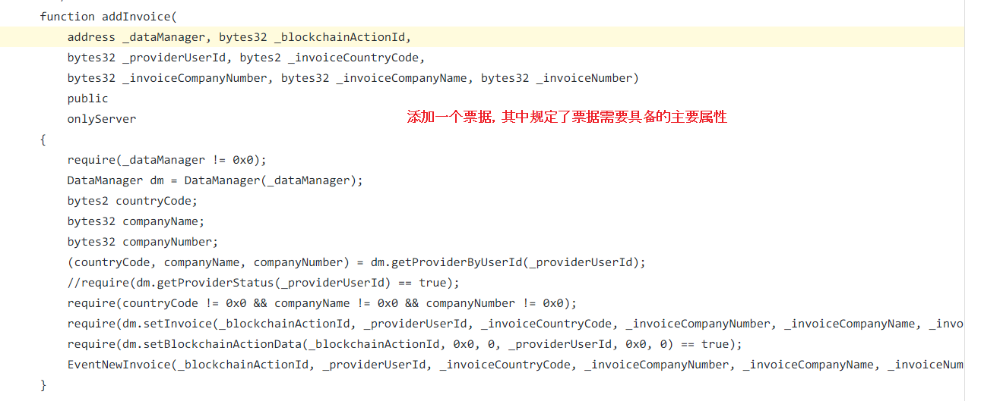 function addInvoice(
address _dataManager, bytes32 _blockchainActionId,
bytes32 _providerUserId, bytes2 _invoiceCountryCode,
bytes32 _invoiceCompanyNumber, bytes32 _invoiceCompanyName, bytes32 _invoiceNumber)
public
onlyServer
添加一个票据, 其中规定了票据需要具备的主要属性
{
require(_dataManager != 0x0);
DataManager dm = DataManager(_dataManager);
bytes2 countryCode;
bytes32 companyName;
bytes32 companyNumber;
(countryCode, companyName, companyNumber) = dm.getProviderByUserId(_providerUserId);
//require(dm.getProviderStatus(_providerUserId) == true);
require(countryCode != 0x0 && companyName != 0x0 && companyNumber != 0x0);
require(dm.setInvoice(_blockchainActionId, _providerUserId, _invoiceCountryCode, _invoiceCompanyNumber, _invoiceCompanyName, _invo
require(dm.setBlockchainActionData(_blockchainActionId, 0x0, 0, _providerUserId, 0x0, 0) == true);
EventNewInvoice(_blockchainActionId, _providerUserId, _invoiceCountryCode, _invoiceCompanyNumber, _invoiceCompanyName, _invoiceNum
}